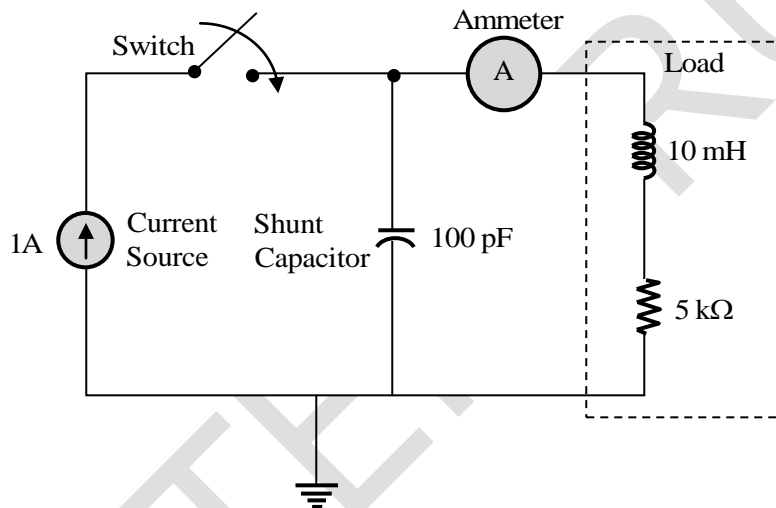 Ammeter
Switch
A
Load
10 mH
1A
Current
Source
Shunt
Capacitor
100 pF
5 kΩ